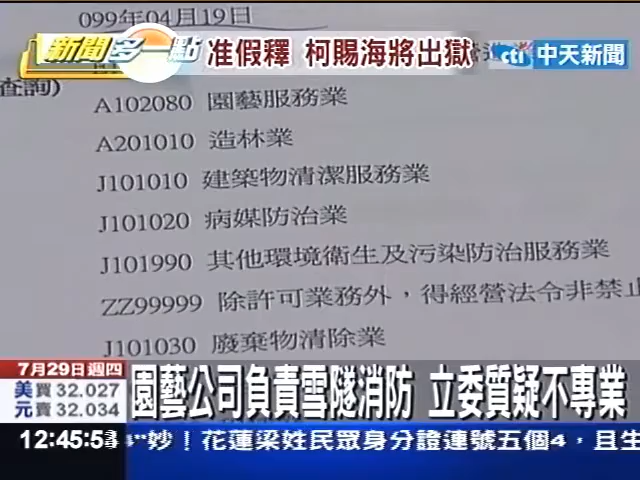 099年04月19日
新聞多一點 准假釋 柯賜海將出獄 cti 中天新聞
查詢)
A102080 園藝服務業
A201010 造林業
J101010 建築物清潔服務業
J101020 病媒防治業
J101990 其他環境衛生及污染防治服務業
ZZ99999 除許可業務外，得經營法令非禁止
J101030 廢棄物清除業
7月29日週四
美元 買 32.027
賣 32.034
園藝公司負責雪隧消防 立委質疑不專業
12:45:53 妙！花蓮梁姓民眾身分證連號五個4，且生